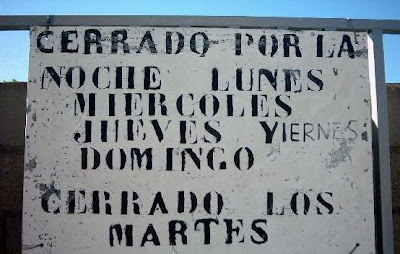 CERRADO POR LA
NOCHE LUNES
MIERCOLES
JUEVES VIERNES
DOMINGO
CERRADO LOS
MARTES